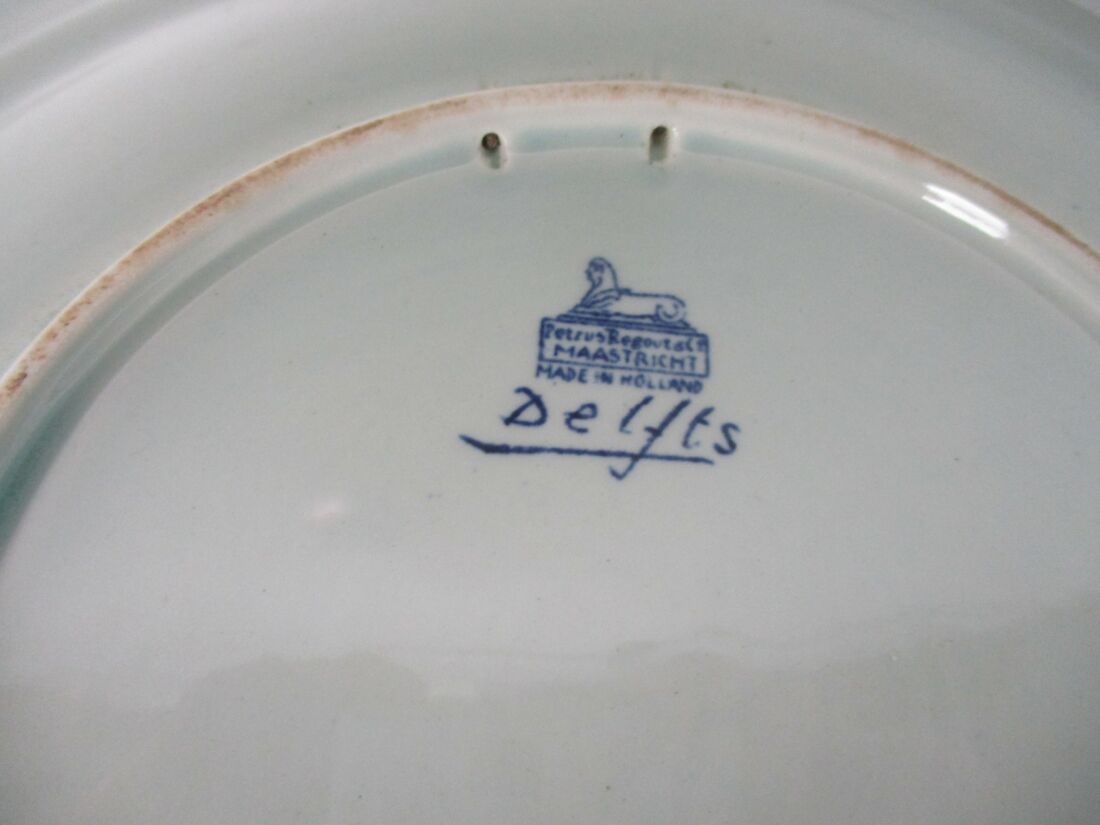 Petrus Regout & Co
MAASTRICHT
MADE IN HOLLAND
Delfts